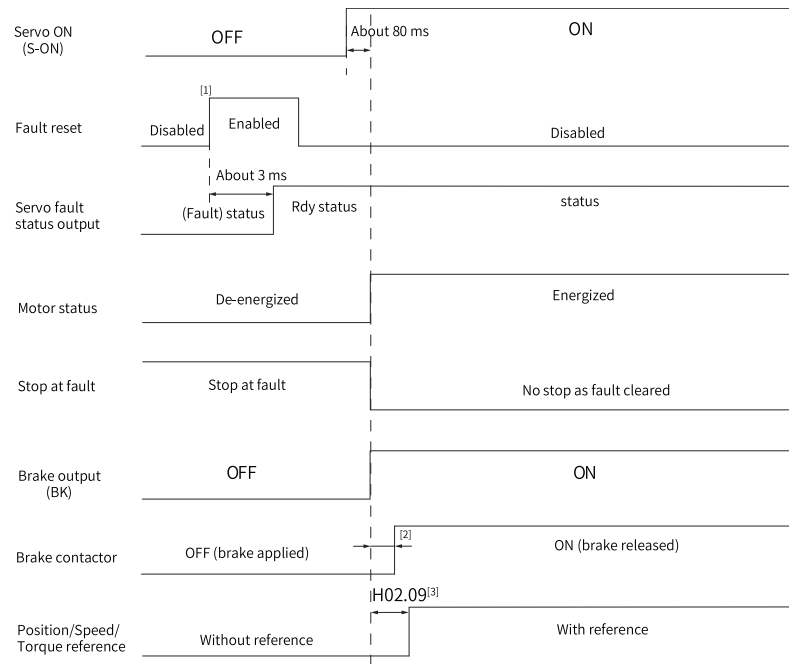 Servo ON
(S-ON)
OFF
About 80 ms
ON
[1]
Fault reset
Disabled
Enabled
Disabled
About 3 ms
Servo fault
status output
(Fault) status
Rdy status
status
Motor status
De-energized
Energized
Stop at fault
Stop at fault
No stop as fault cleared
Brake output
(BK)
OFF
ON
[2]
Brake contactor
OFF (brake applied)
ON (brake released)
H02.09[3]
Position/Speed/
Torque reference
Without reference
With reference